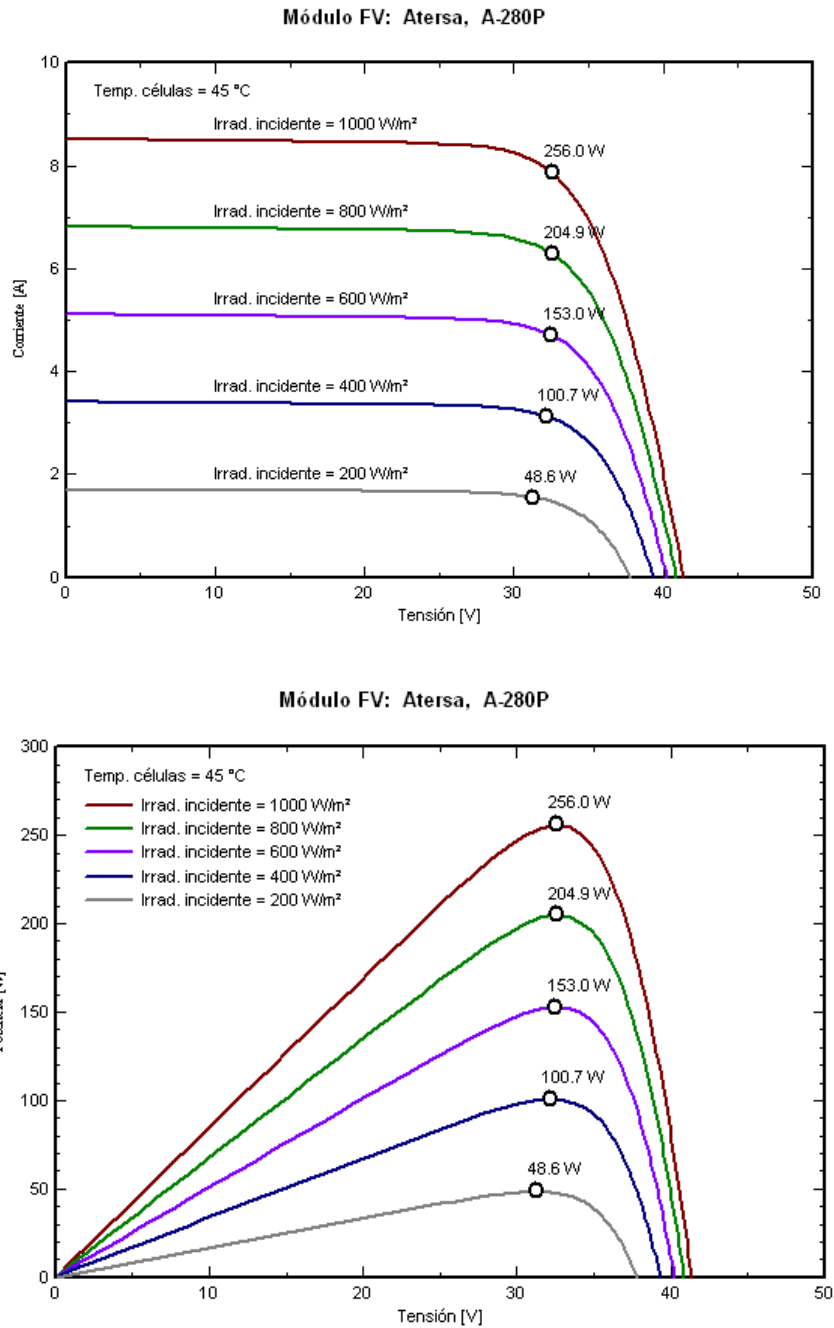 Módulo FV: Atersa, A-280P
10
Temp. células = 45 °C
Irrad. incidente = 1000 W/m²
256.0 W
8
Irrad. incidente = 800 W/m²
204.9 W
6
Irrad. incidente = 600 W/m²
153.0 W
Corriente [A]
4
Irrad. incidente = 400 W/m²
100.7 W
2
Irrad. incidente = 200 W/m²
48.6 W
0
0 10 20 30 40 50
Tensión [V]
Módulo FV: Atersa, A-280P
300
Temp. células = 45 °C
Irrad. incidente = 1000 W/m²
256.0 W
Irrad. incidente = 800 W/m²
250
Irrad. incidente = 600 W/m²
Irrad. incidente = 400 W/m²
204.9 W
Irrad. incidente = 200 W/m²
200
153.0 W
150
100.7 W
100
48.6 W
50
0
0 10 20 30 40 50
Tensión [V]